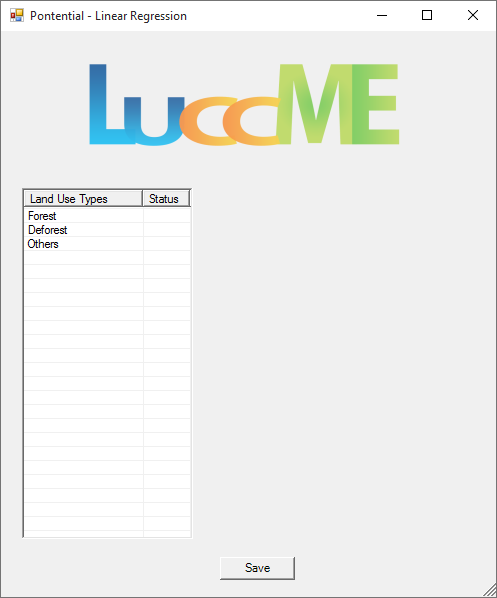 Pontential - Linear Regression
LuccME
Land Use Types Status
Forest
Deforest
Others
Save